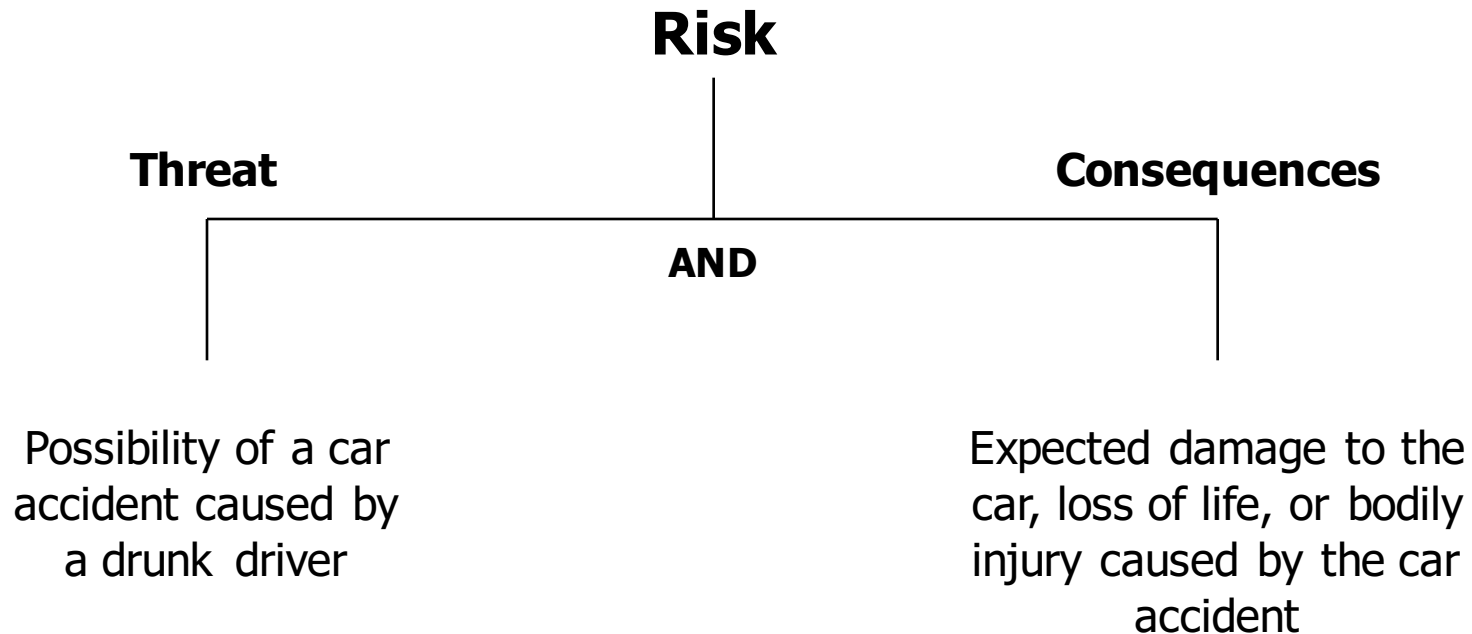 Risk
Threat
Consequences
AND
Possibility of a car
accident caused by
a drunk driver
Expected damage to the
car, loss of life, or bodily
injury caused by the car
accident